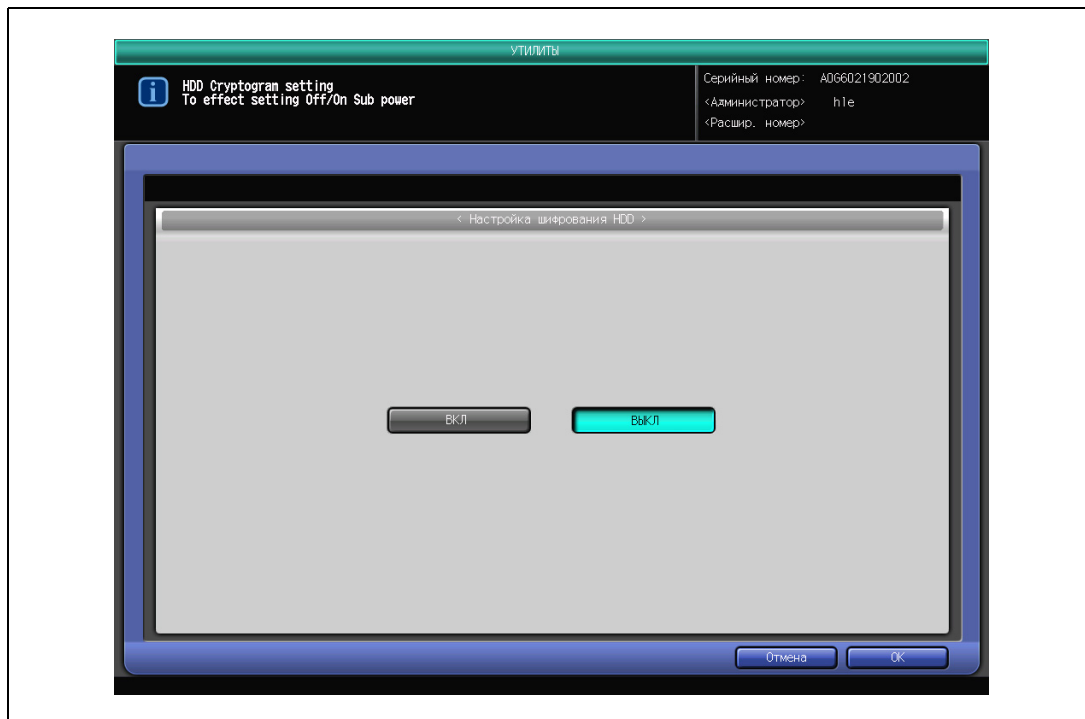 УТИЛИТЫ
HDD Cryptogram setting
To effect setting Off/On Sub power
Серийный номер: A0G6021902002
<Администратор> hle
<Расшир. номер>
< Настройка шифрования HDD >
ВКЛ
ВЫКЛ
Отмена
OK